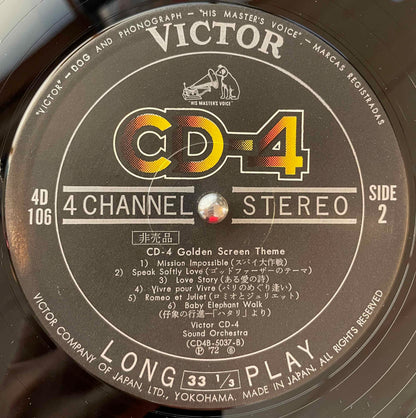 "VICTOR"—DOG AND PHONOGRAPH—"HIS MASTER'S VOICE"—MARCAS REGISTRADAS
VICTOR
"HIS MASTER'S VOICE"
CD-4
4D
106
4 CHANNEL STEREO
SIDE
2
非売品
CD-4 Golden Screen Theme
1) Mission Impossible (スパイ大作戦)
2) Speak Softly Love (ゴッドファーザーのテーマ)
3) Love Story (ある愛の詩)
4) Vivre pour Vivre (パリのめぐり逢い)
5) Romeo et Juliet (ロミオとジュリエット)
6) Baby Elephant Walk
(仔象の行進—「ハタリ」より)
Victor CD-4
Sound Orchestra
(CD4B-5037-B)
Ⓟ 72
LONG 33 1/3 PLAY
VICTOR COMPANY OF JAPAN, LTD., YOKOHAMA. MADE IN JAPAN. ALL RIGHTS RESERVED.